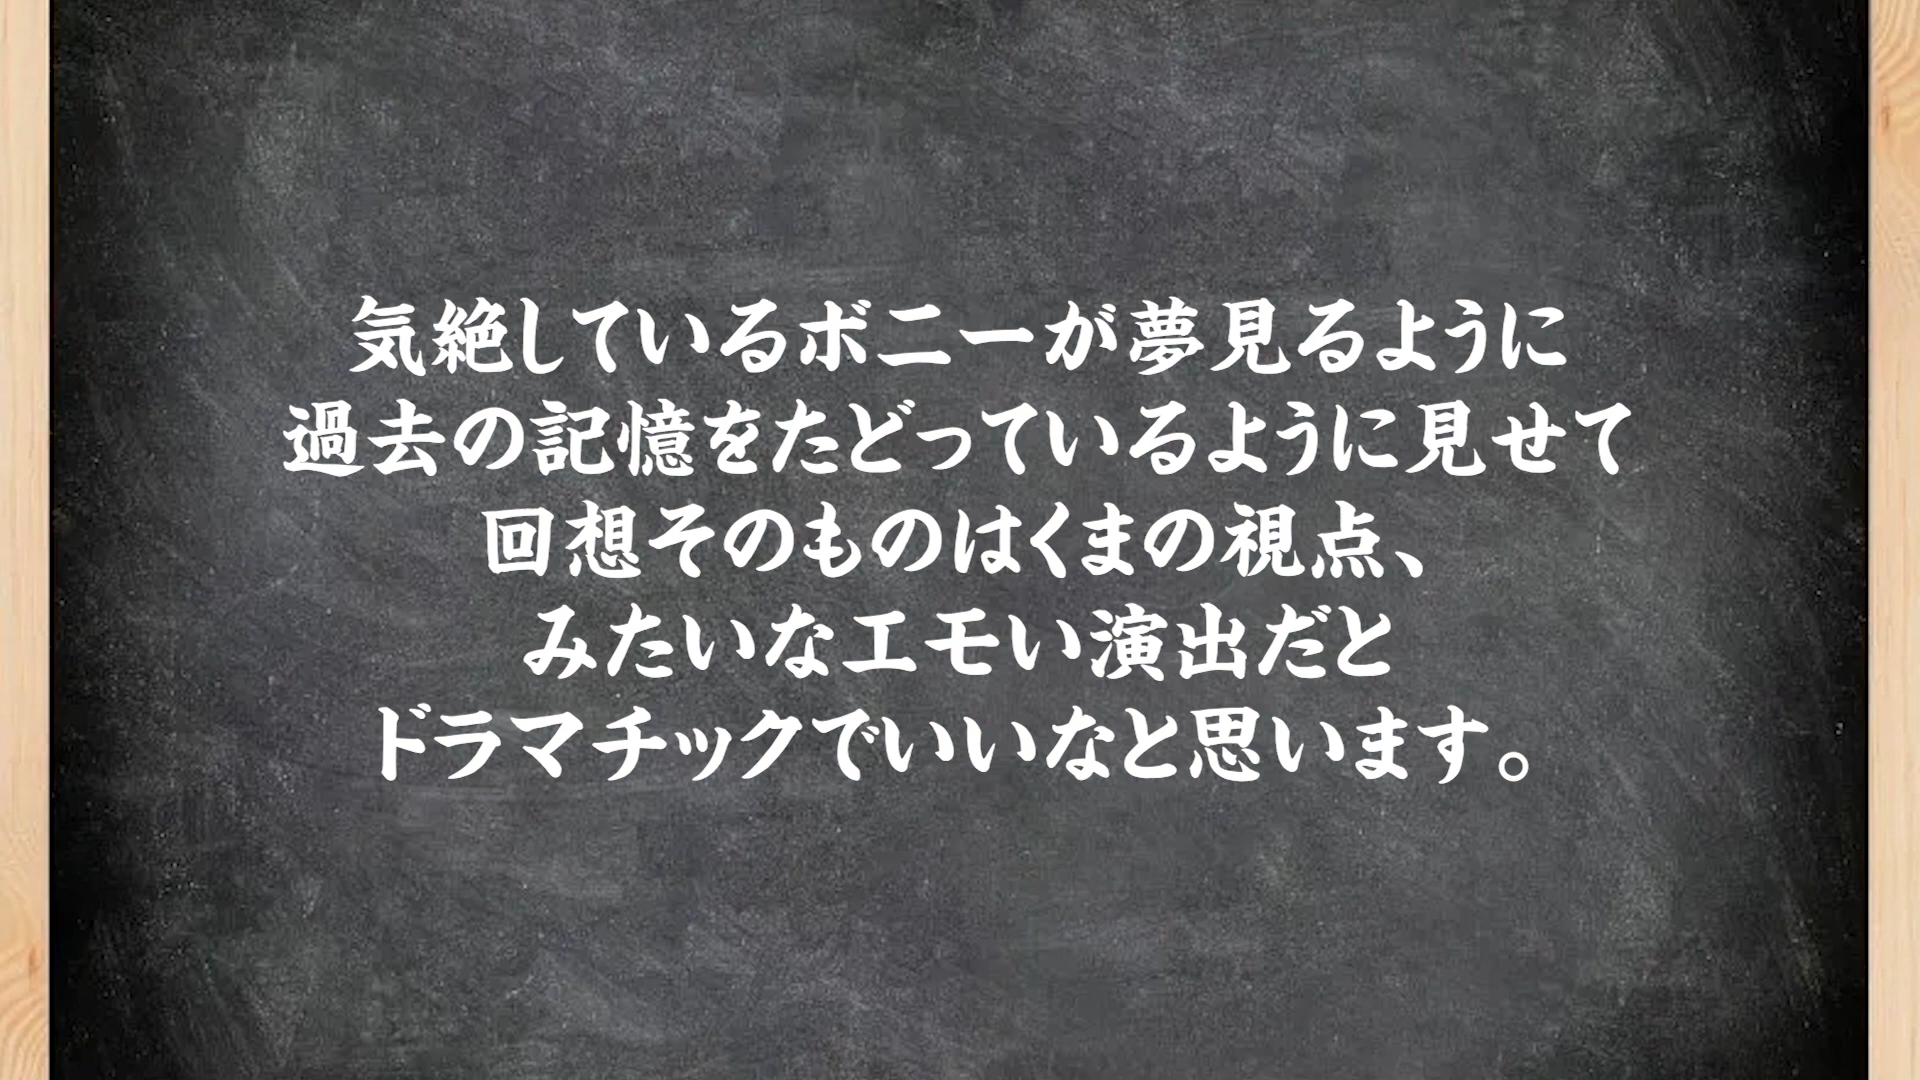 気絶しているボニーが夢見るように
過去の記憶をたどっているように見せて
回想そのものはくまの視点、
みたいなエモい演出だと
ドラマチックでいいなと思います。